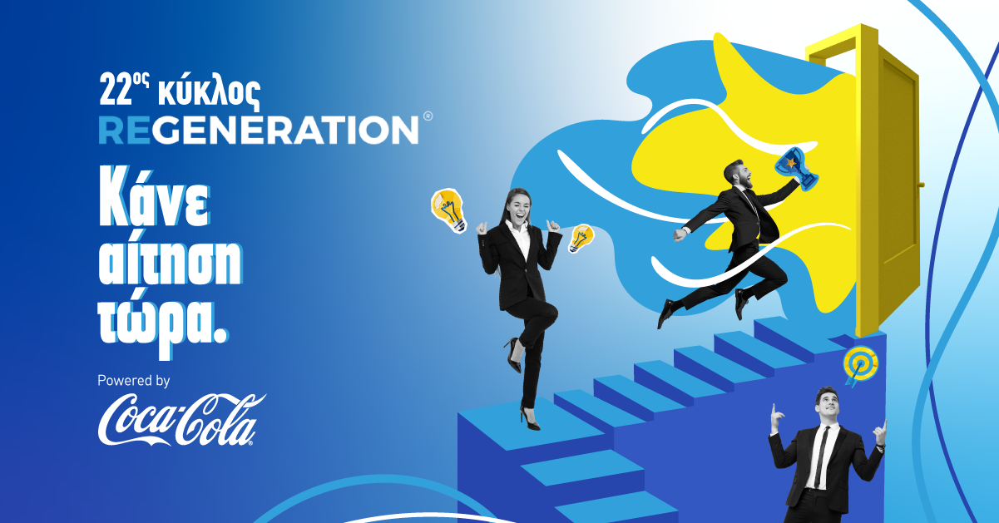 22ος κύκλος
REGENERATION®
Κάνε
αίτηση
τώρα.
Powered by
Coca-Cola®